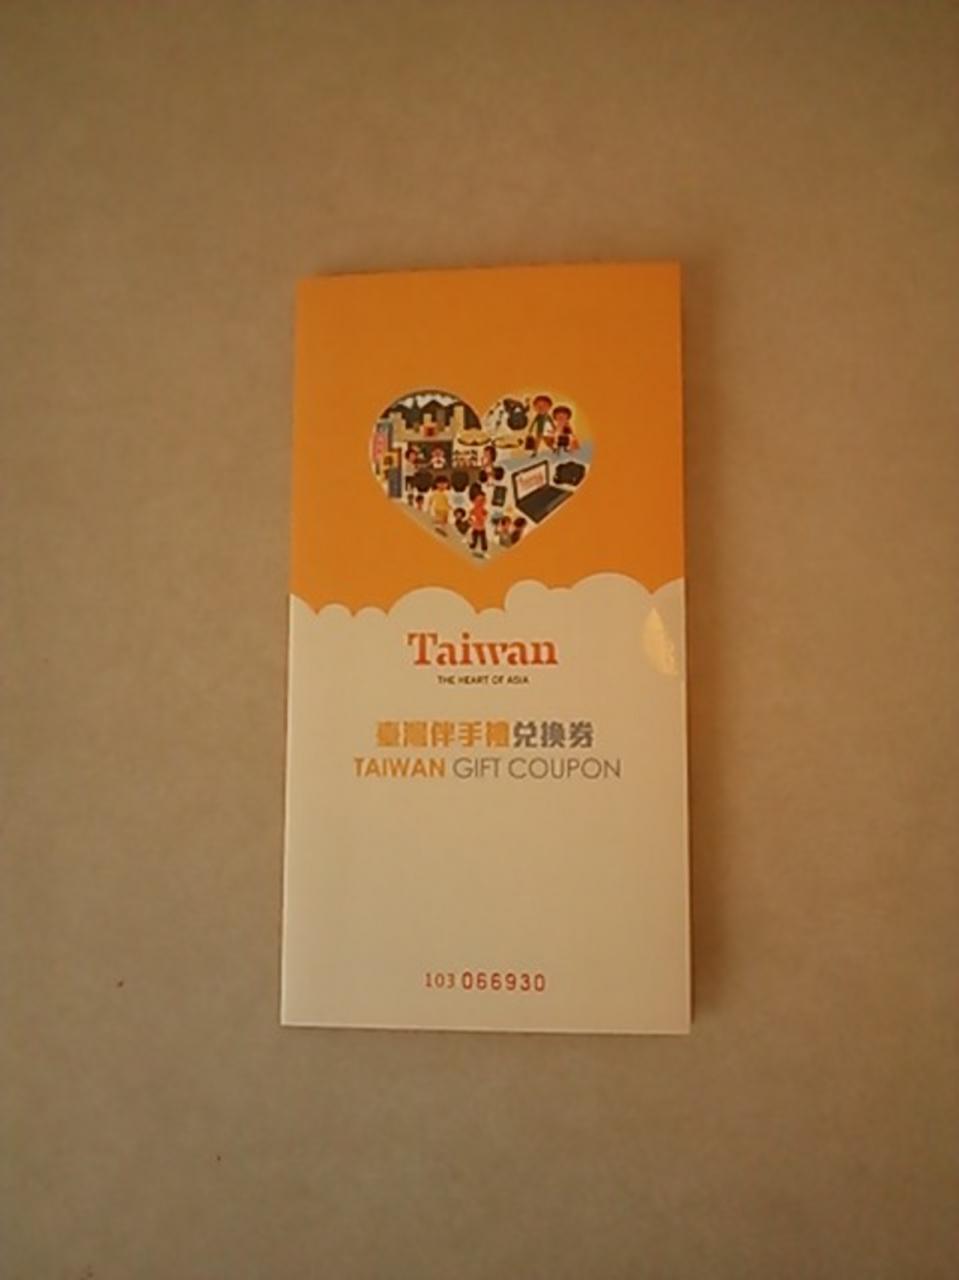 Taiwan
THE HEART OF ASIA
臺灣伴手禮兌換券
TAIWAN GIFT COUPON
103 066930